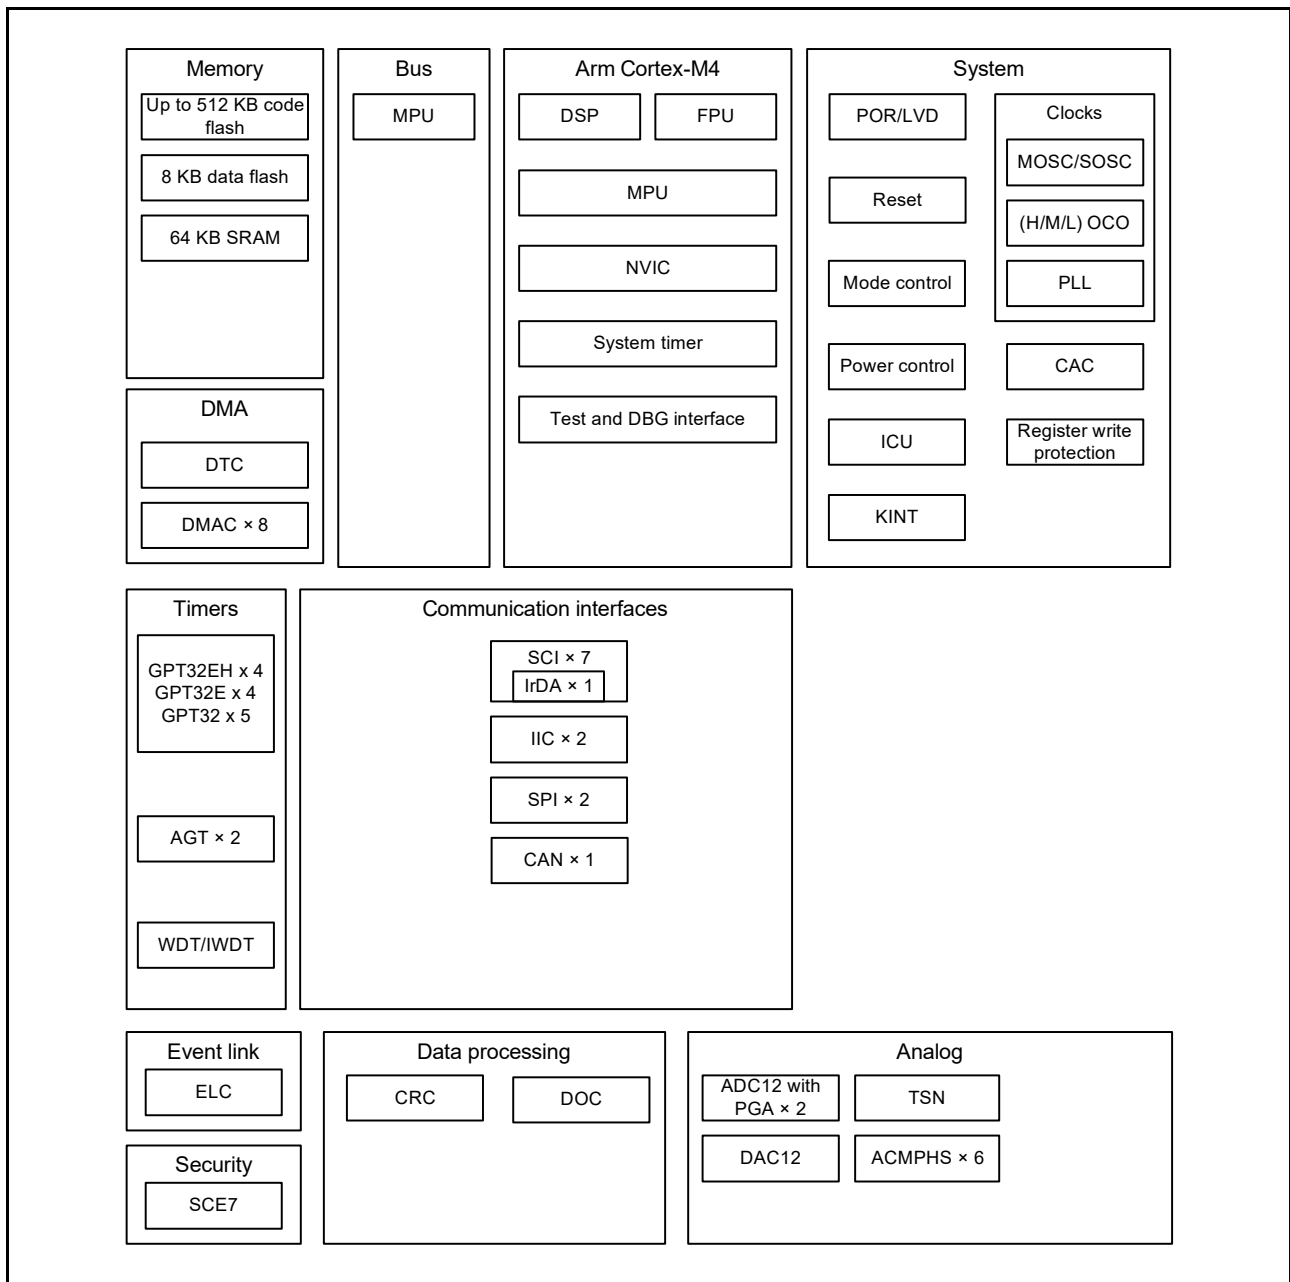 Memory
Up to 512 KB code
flash
8 KB data flash
64 KB SRAM
DMA
DTC
DMAC × 8
Bus
MPU
Arm Cortex-M4
DSP
FPU
MPU
NVIC
System timer
Test and DBG interface
System
POR/LVD
Reset
Mode control
Power control
ICU
KINT
Clocks
MOSC/SOSC
(H/M/L) OCO
PLL
CAC
Register write
protection
Timers
GPT32EH x 4
GPT32E x 4
GPT32 x 5
AGT × 2
WDT/IWDT
Communication interfaces
SCI × 7
IrDA × 1
IIC × 2
SPI × 2
CAN × 1
Event link
ELC
Security
SCE7
Data processing
CRC
DOC
Analog
ADC12 with
PGA × 2
TSN
DAC12
ACMPHS × 6